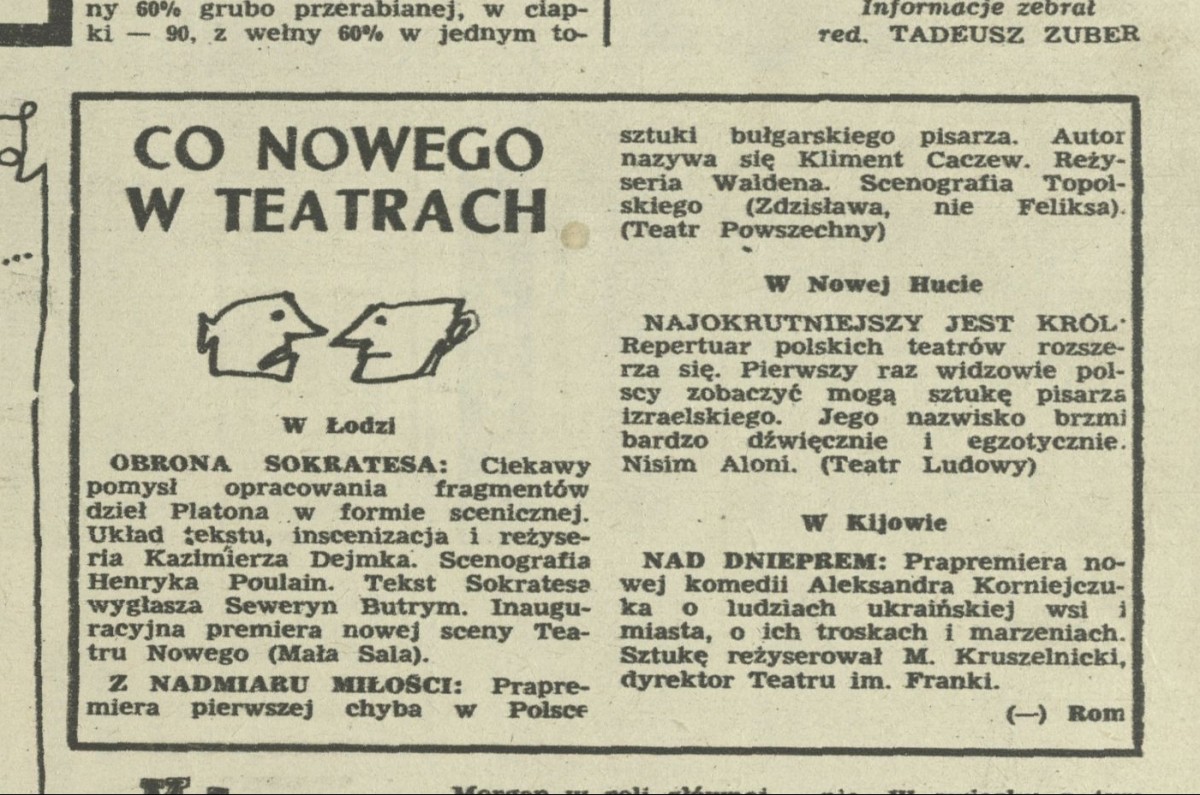 ny 60% grubo przerabianej, w ciap-
ki — 90, z wełny 60% w jednym to-
Informacje zebrał
red. TADEUSZ ZUBER
CO NOWEGO
W TEATRACH
W Łodzi
OBRONA SOKRATESA: Ciekawy
pomysł opracowania fragmentów
dzieł Platona w formie scenicznej.
Układ tekstu, inscenizacja i reżyse-
ria Kazimierza Dejmka. Scenografia
Henryka Poulain. Tekst Sokratesa
wygłasza Seweryn Butrym. Inaugu-
racyjna premiera nowej sceny Tea-
tru Nowego (Mała Sala).
Z NADMIARU MIŁOŚCI: Prapre-
miera pierwszej chyba w Polsce
sztuki bułgarskiego pisarza. Autor
nazywa się Kliment Caczew. Reży-
seria Waldena. Scenografia Topol-
skiego (Zdzisława, nie Feliksa).
(Teatr Powszechny)
W Nowej Hucie
NAJOKRUTNIEJSZY JEST KRÓL:
Repertuar polskich teatrów rozsze-
rza się. Pierwszy raz widzowie pol-
scy zobaczyć mogą sztukę pisarza
izraelskiego. Jego nazwisko brzmi
bardzo dźwięcznie i egzotycznie.
Nisim Aloni. (Teatr Ludowy)
W Kijowie
NAD DNIEPREM: Prapremiera no-
wej komedii Aleksandra Korniejczu-
ka o ludziach ukraińskiej wsi i
miasta, o ich troskach i marzeniach.
Sztukę reżyserował M. Kruszelnicki,
dyrektor Teatru im. Franki.
(—) Rom